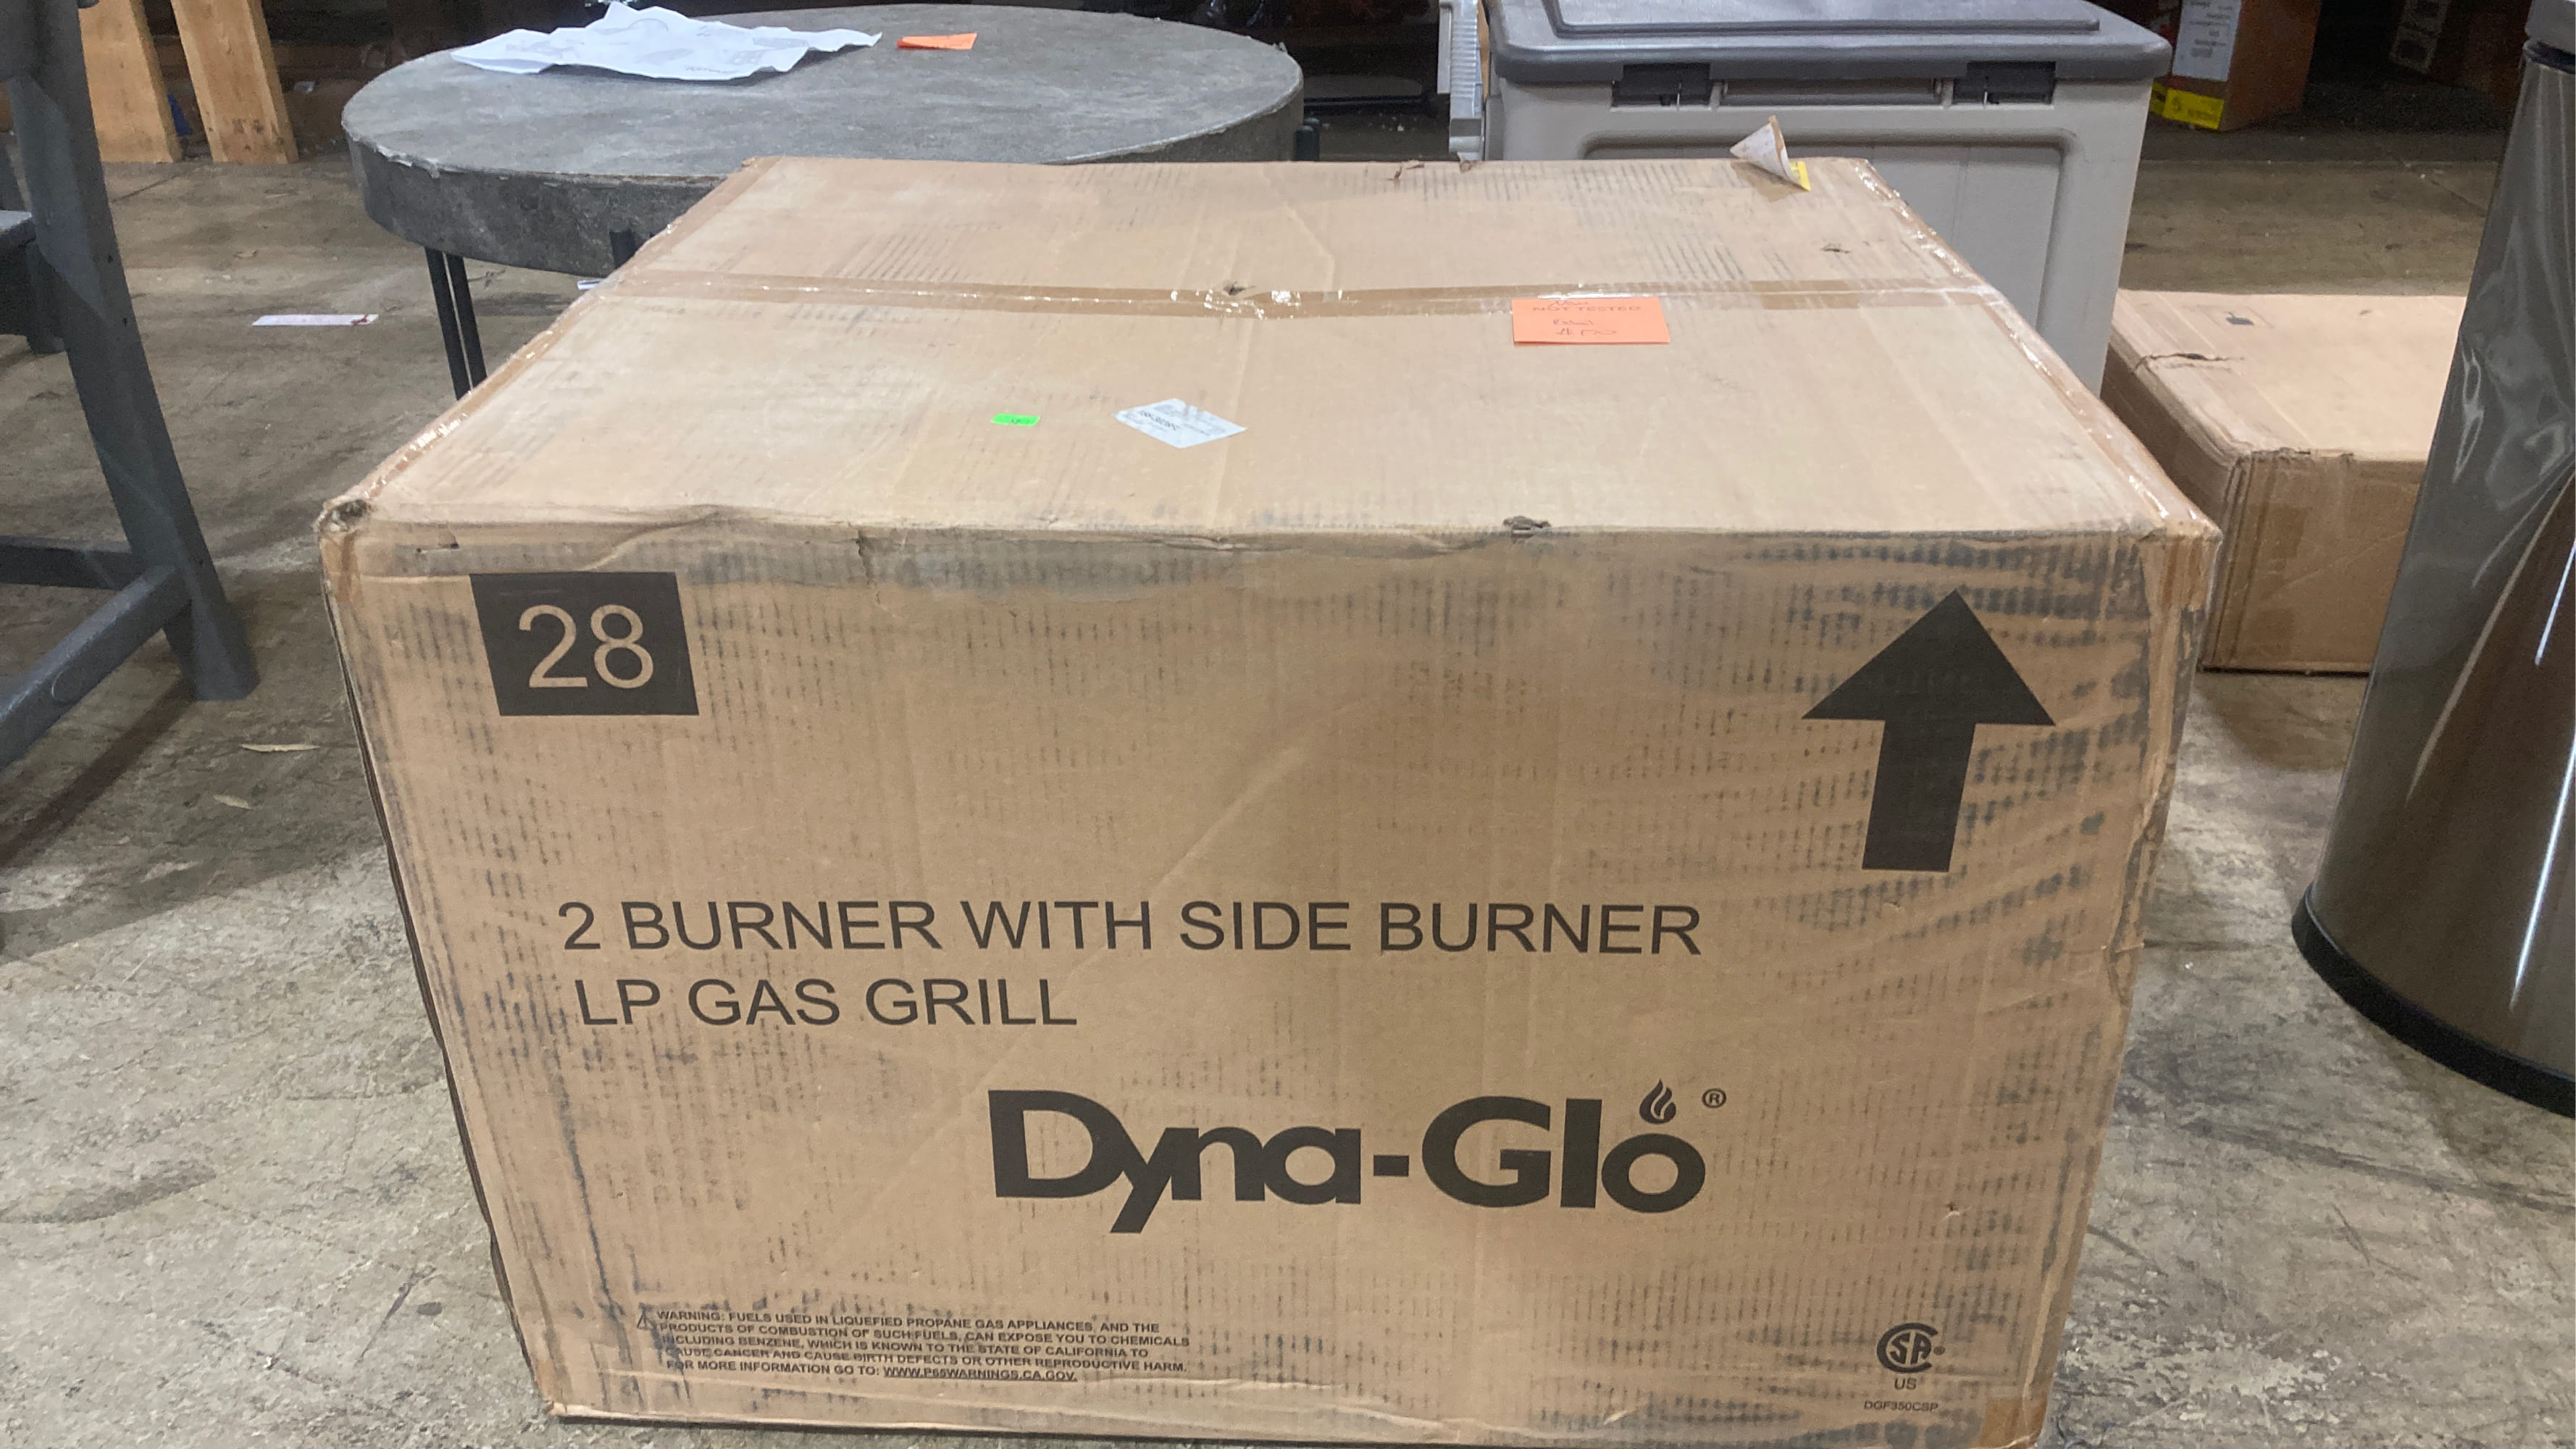 NOT TESTED
28
2 BURNER WITH SIDE BURNER
LP GAS GRILL
Dyna-Glo®
WARNING: FUELS USED IN LIQUEFIED PROPANE GAS APPLIANCES, AND THE
PRODUCTS OF COMBUSTION OF SUCH FUELS, CAN EXPOSE YOU TO CHEMICALS
INCLUDING BENZENE, WHICH IS KNOWN TO THE STATE OF CALIFORNIA TO
CAUSE CANCER AND CAUSE BIRTH DEFECTS OR OTHER REPRODUCTIVE HARM.
FOR MORE INFORMATION GO TO: WWW.P65WARNINGS.CA.GOV.
SA®
US
DGF350CSP